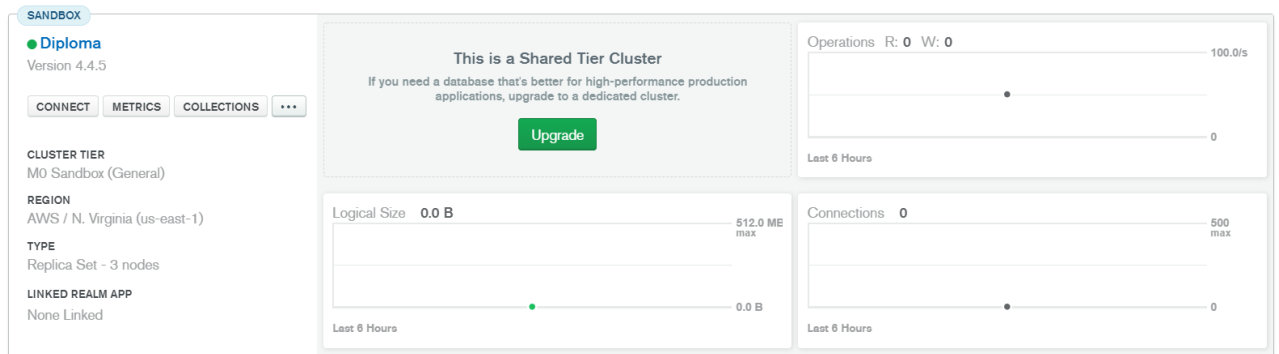 SANDBOX
Diploma
Version 4.4.5
CONNECT METRICS COLLECTIONS ...
CLUSTER TIER
M0 Sandbox (General)
REGION
AWS / N. Virginia (us-east-1)
TYPE
Replica Set - 3 nodes
LINKED REALM APP
None Linked
This is a Shared Tier Cluster
If you need a database that's better for high-performance production
applications, upgrade to a dedicated cluster.
Upgrade
Operations R: 0 W: 0
100.0/s
0
Last 6 Hours
Logical Size 0.0 B
512.0 MB
max
0.0 B
Last 6 Hours
Connections 0
500
max
0
Last 6 Hours